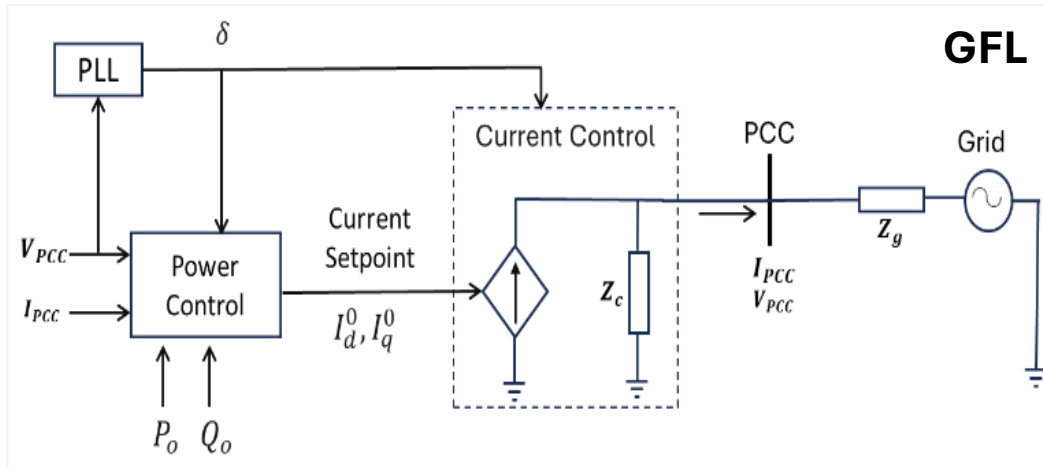 GFL
δ
PLL
Current Control
PCC
Grid
Z_g
Current
Setpoint
V_PCC
Power
Control
I_PCC
I_d^0, I_q^0
Z_c
I_PCC
V_PCC
P_o Q_o